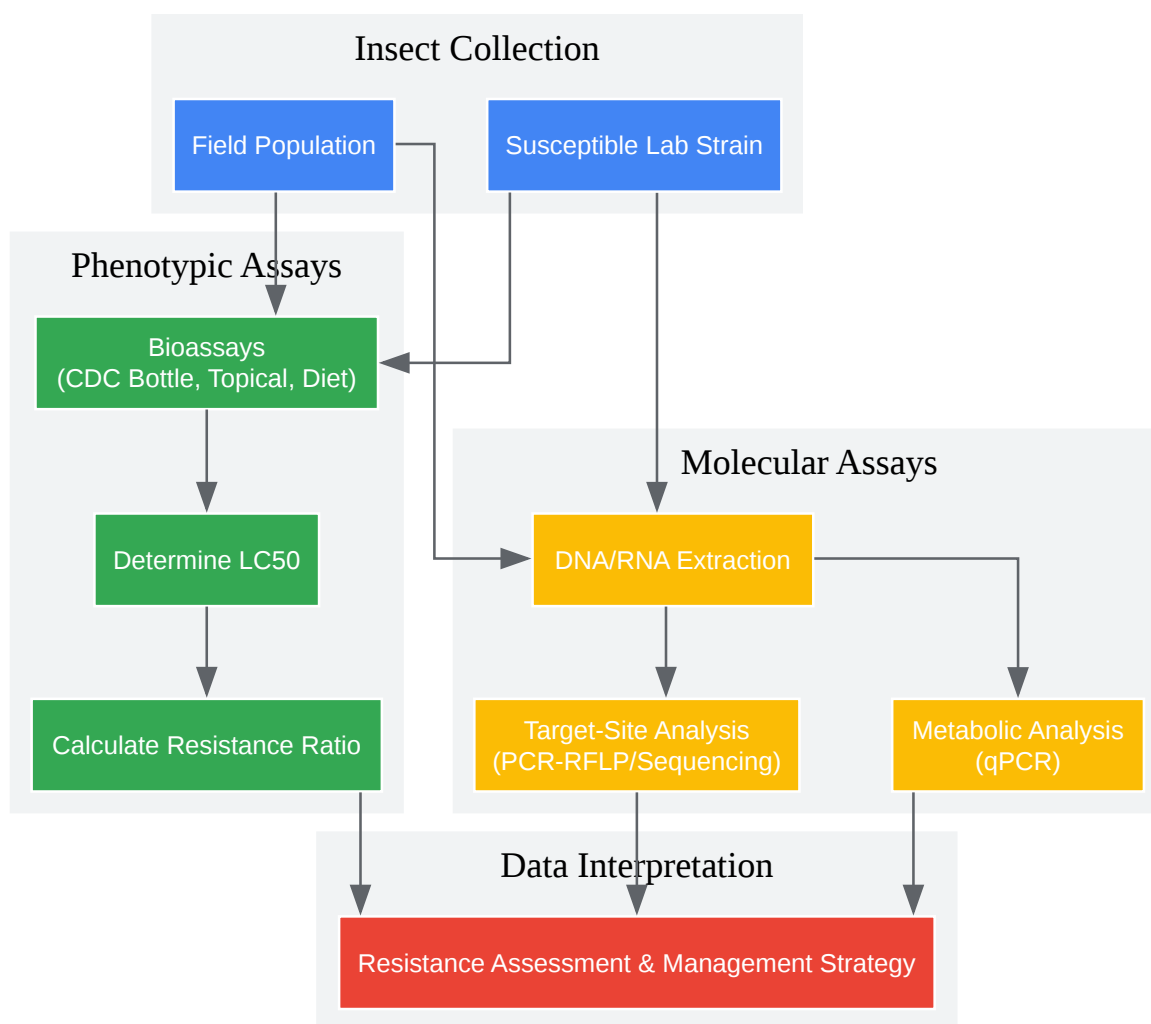 Insect Collection
Field Population
Susceptible Lab Strain
Phenotypic Assays
Bioassays
(CDC Bottle, Topical, Diet)
Determine LC50
Calculate Resistance Ratio
Molecular Assays
DNA/RNA Extraction
Target-Site Analysis
(PCR-RFLP/Sequencing)
Metabolic Analysis
(qPCR)
Data Interpretation
Resistance Assessment & Management Strategy